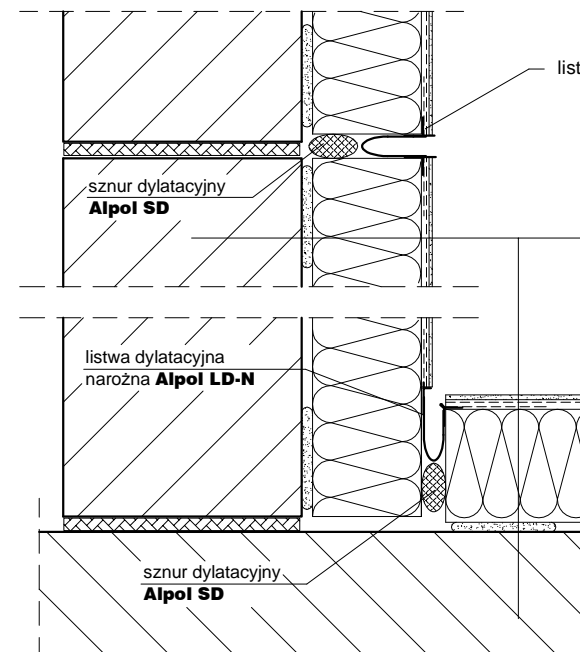 list
sznur dylatacyjny
Alpol SD
listwa dylatacyjna
narożna Alpol LD-N
sznur dylatacyjny
Alpol SD